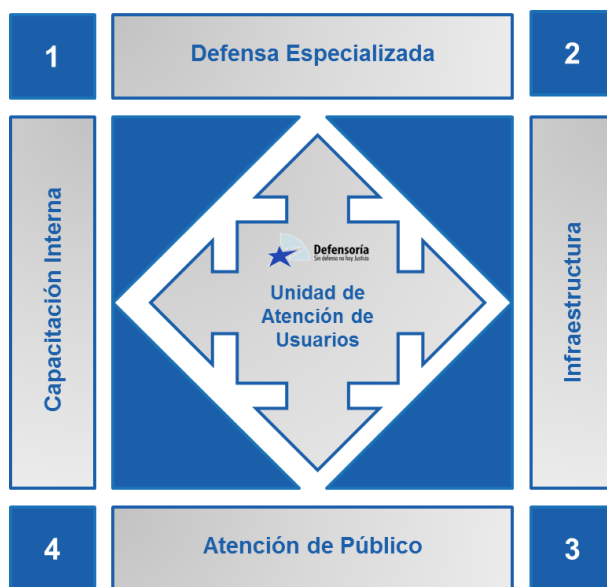 1
Defensa Especializada
2
Capacitación Interna
Defensoría
Sin defensa no hay Justicia
Unidad de
Atención de
Usuarios
Infraestructura
4
Atención de Público
3